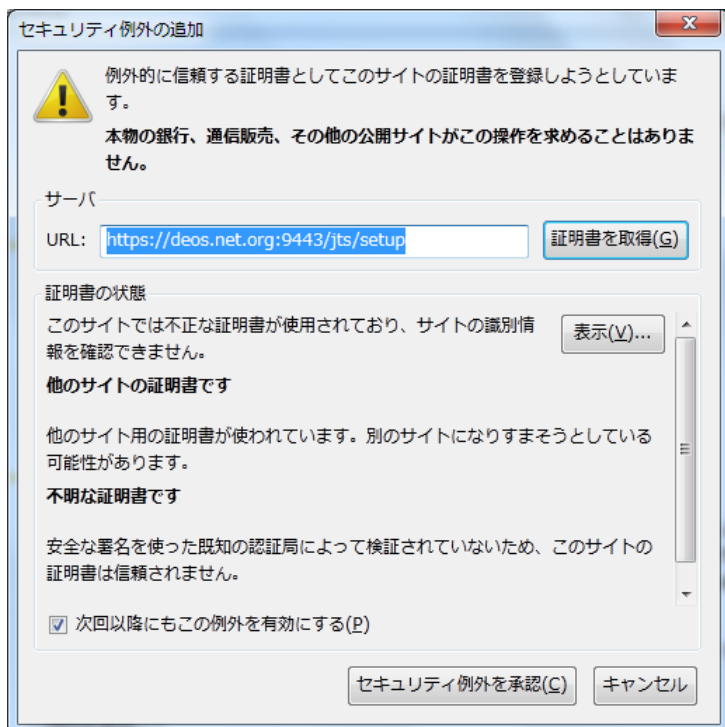 セキュリティ例外の追加
例外的に信頼する証明書としてこのサイトの証明書を登録しようとしていま
す。
本物の銀行、通信販売、その他の公開サイトがこの操作を求めることはありま
せん。
サーバ
URL: https://deos.net.org:9443/jts/setup 証明書を取得(G)
証明書の状態
このサイトでは不正な証明書が使用されており、サイトの識別情 表示(V)...
報を確認できません。
他のサイトの証明書です
他のサイト用の証明書が使われています。別のサイトになりすまそうとしている
可能性があります。
不明な証明書です
安全な署名を使った既知の認証局によって検証されていないため、このサイトの
証明書は信頼されません。
次回以降にもこの例外を有効にする(P)
セキュリティ例外を承認(C) キャンセル